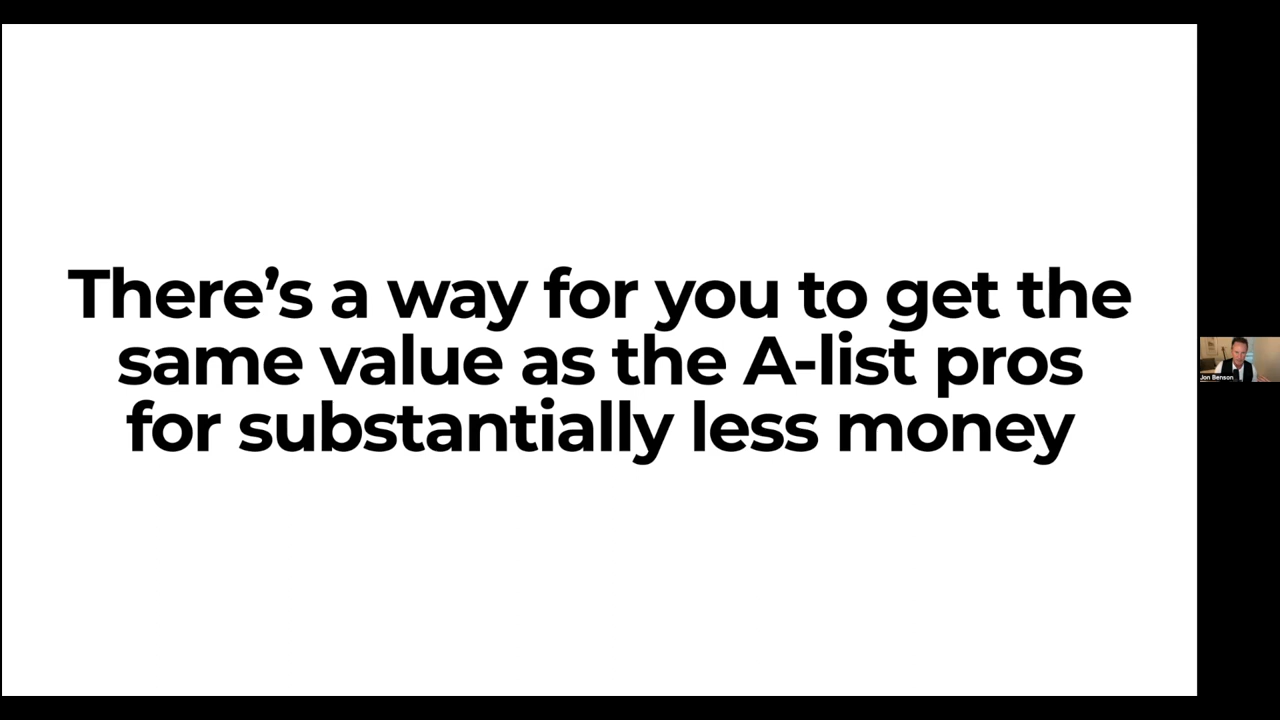 There’s a way for you to get the
same value as the A-list pros
for substantially less money
Jon Benson